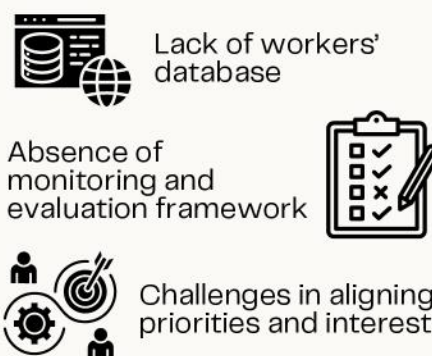 Lack of workers'
database
Absence of
monitoring and
evaluation framework
Challenges in aligning
priorities and interest